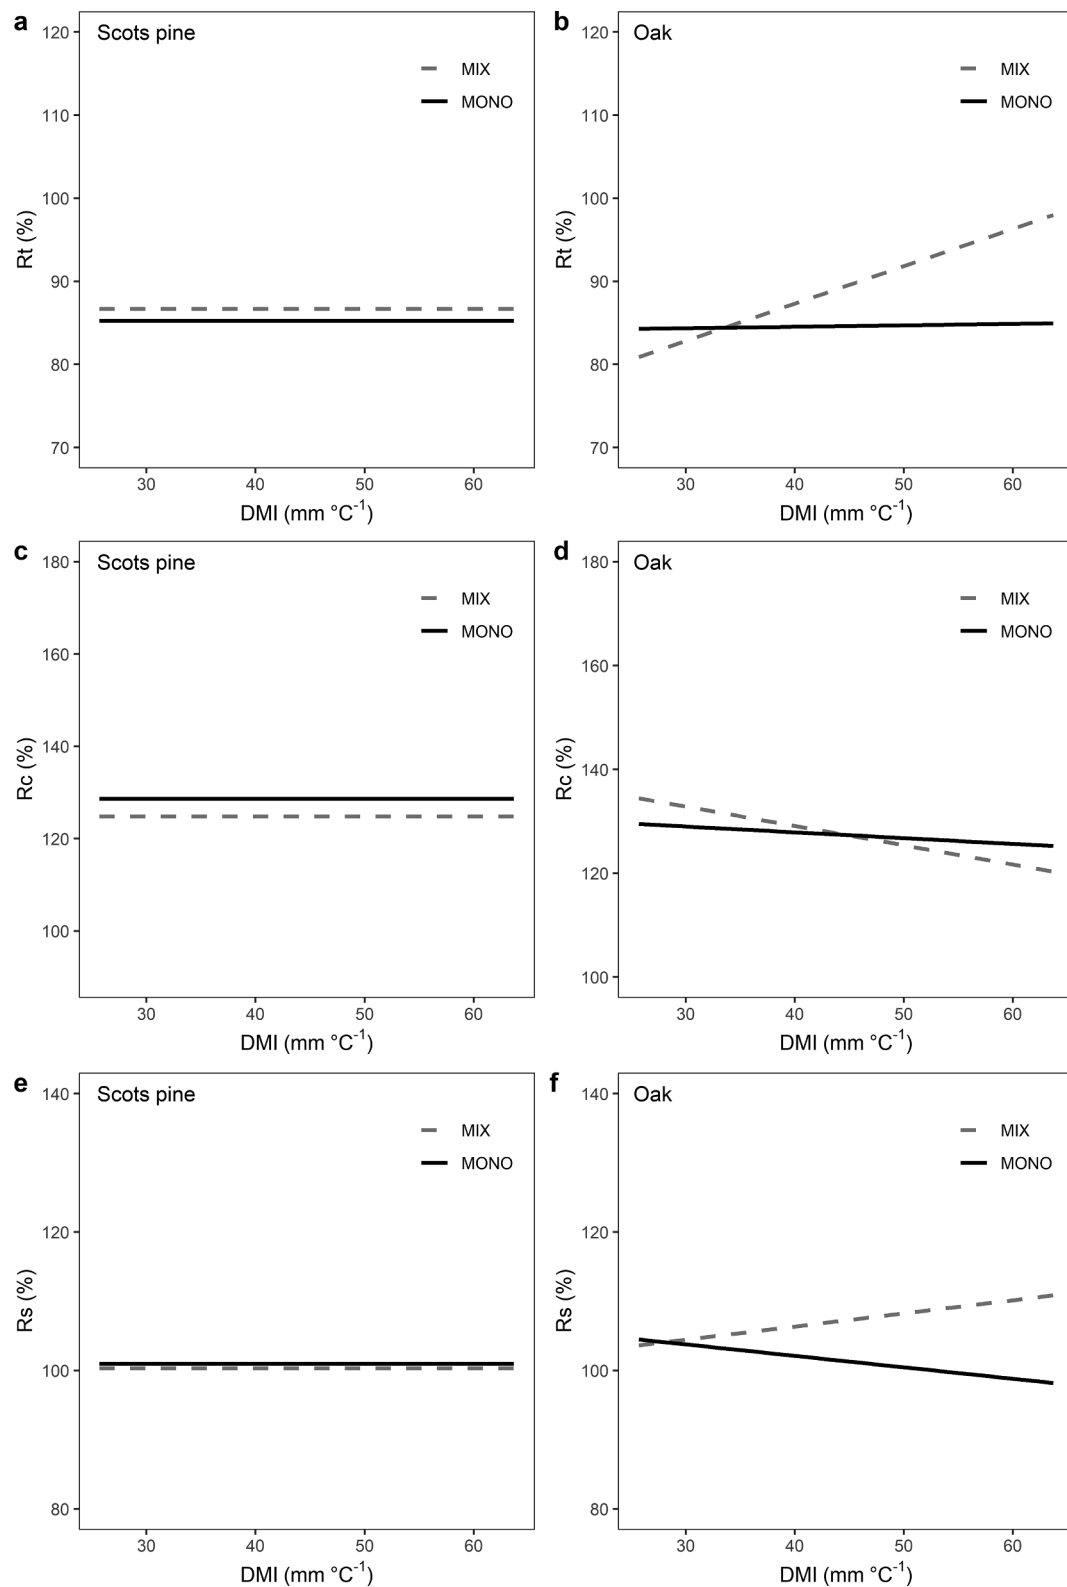 a
Scots pine
MIX
MONO
120
110
100
90
80
70
Rt (%)
30 40 50 60
DMI (mm °C⁻¹)
b
Oak
MIX
MONO
120
110
100
90
80
70
Rt (%)
30 40 50 60
DMI (mm °C⁻¹)
c
Scots pine
MIX
MONO
180
160
140
120
100
Rc (%)
30 40 50 60
DMI (mm °C⁻¹)
d
Oak
MIX
MONO
180
160
140
120
100
Rc (%)
30 40 50 60
DMI (mm °C⁻¹)
e
Scots pine
MIX
MONO
140
120
100
80
Rs (%)
30 40 50 60
DMI (mm °C⁻¹)
f
Oak
MIX
MONO
140
120
100
80
Rs (%)
30 40 50 60
DMI (mm °C⁻¹)